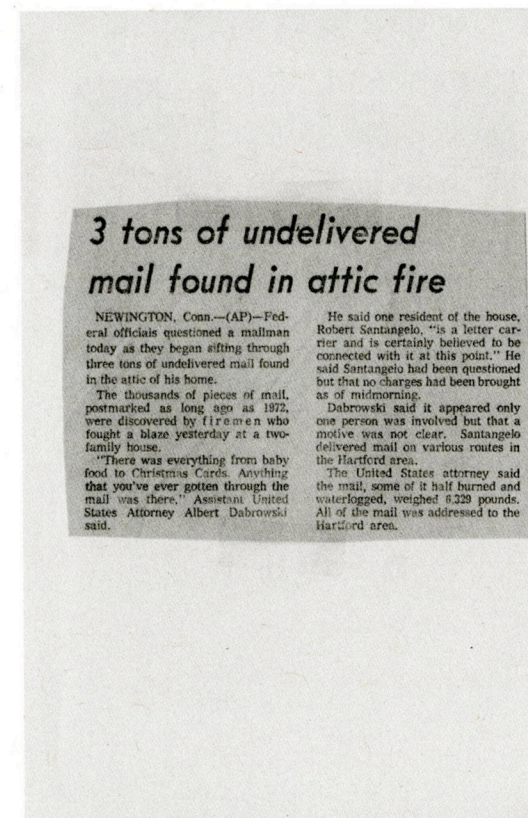 3 tons of undelivered
mail found in attic fire
NEWINGTON, Conn.—(AP)—Fed-
eral officials questioned a mailman
today as they began sifting through
three tons of undelivered mail found
in the attic of his home.
The thousands of pieces of mail,
postmarked as long ago as 1972,
were discovered by firemen who
fought a blaze yesterday at a two-
family house.
"There was everything from baby
food to Christmas Cards. Anything
that you've ever gotten through the
mail was there," Assistant United
States Attorney Albert Dabrowski
said.
He said one resident of the house,
Robert Santangelo, "is a letter car-
rier and is certainly believed to be
connected with it at this point." He
said Santangelo had been questioned
but that no charges had been brought
as of midmorning.
Dabrowski said it appeared only
one person was involved but that a
motive was not clear. Santangelo
delivered mail on various routes in
the Hartford area.
The United States attorney said
the mail, some of it half burned and
waterlogged, weighed 6,329 pounds.
All of the mail was addressed to the
Hartford area.